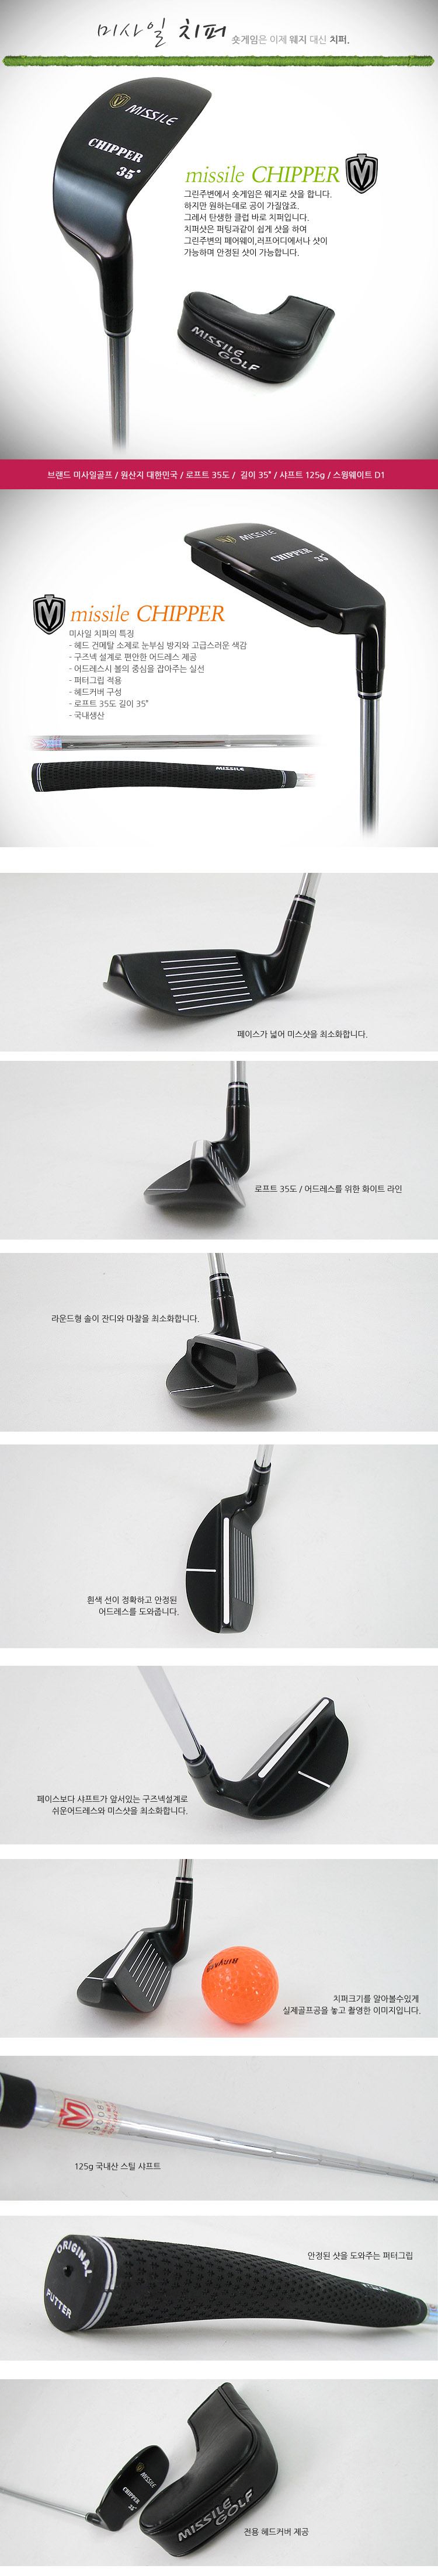 미사일 치퍼 숏게임은 이제 웨지 대신 치퍼.
MISSILE
CHIPPER
35°
missile CHIPPER
그린주변에서 숏게임은 웨지로 샷을 합니다.
하지만 원하는데로 공이 가질않죠.
그래서 탄생한 클럽 바로 치퍼입니다.
치퍼샷은 퍼팅과같이 쉽게 샷을 하여
그린주변의 페어웨이,러프어디에서나 샷이
가능하며 안정된 샷이 가능합니다.
MISSILE
GOLF
브랜드 미사일골프 / 원산지 대한민국 / 로프트 35도 / 길이 35" / 샤프트 125g / 스윙웨이트 D1
MISSILE
CHIPPER
35°
missile CHIPPER
미사일 치퍼의 특징
- 헤드 건메탈 소제로 눈부심 방지와 고급스러운 색감
- 구즈넥 설계로 편안한 어드레스 제공
- 어드레스시 볼의 중심을 잡아주는 실선
- 퍼터그립 적용
- 헤드커버 구성
- 로프트 35도 길이 35"
- 국내생산
MISSILE
페이스가 넓어 미스샷을 최소화합니다.
로프트 35도 / 어드레스를 위한 화이트 라인
라운드형 솔이 잔디와 마찰을 최소화합니다.
흰색 선이 정확하고 안정된
어드레스를 도와줍니다.
페이스보다 샤프트가 앞서있는 구즈넥설계로
쉬운어드레스와 미스샷을 최소화합니다.
치퍼크기를 알아볼수있게
실제골프공을 놓고 촬영한 이미지입니다.
125g 국내산 스틸 샤프트
안정된 샷을 도와주는 퍼터그립
ORIGINAL
PUTTER
MISSILE
CHIPPER
35°
MISSILE
GOLF
전용 헤드커버 제공